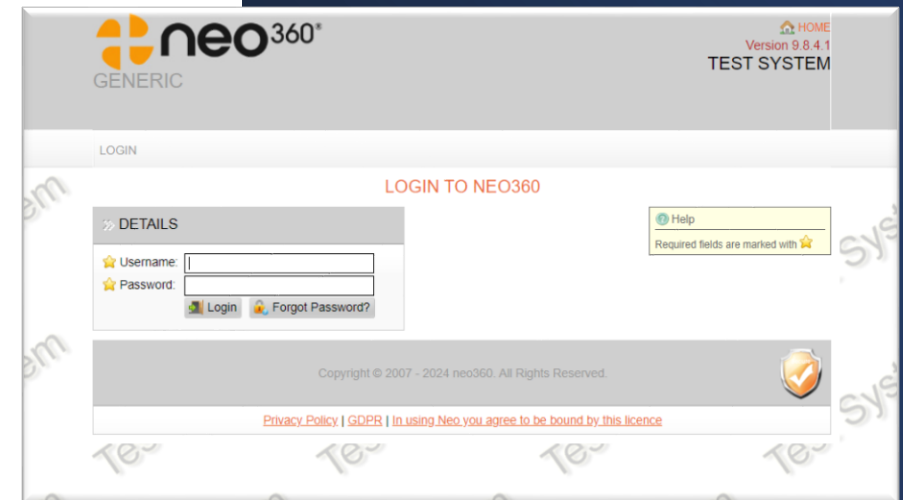 neo360®
GENERIC
HOME
Version 9.8.4.1
TEST SYSTEM
LOGIN
LOGIN TO NEO360
DETAILS
Username:
Password:
Login
Forgot Password?
Help
Required fields are marked with
Copyright © 2007 - 2024 neo360. All Rights Reserved.
Privacy Policy | GDPR | In using Neo you agree to be bound by this licence